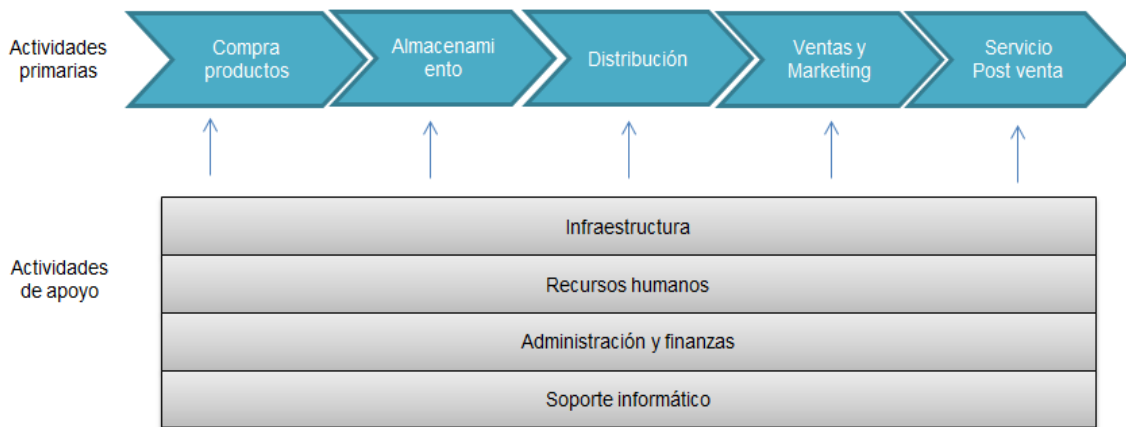 Actividades
primarias
Compra
productos
Almacenami
ento
Distribución
Ventas y
Marketing
Servicio
Post venta
Actividades
de apoyo
Infraestructura
Recursos humanos
Administración y finanzas
Soporte informático